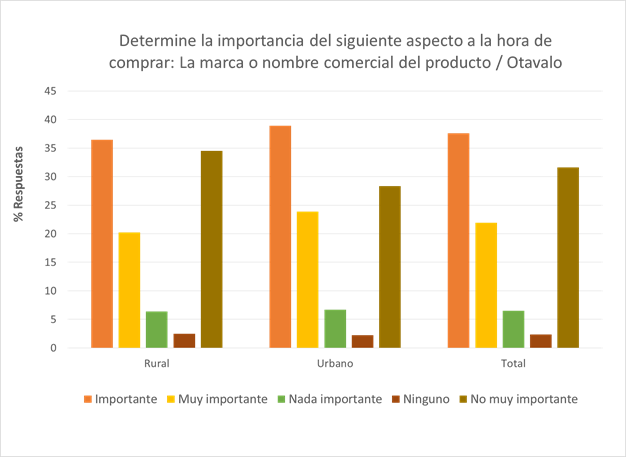 Determine la importancia del siguiente aspecto a la hora de
comprar: La marca o nombre comercial del producto / Otavalo
45
40
35
30
25
20
15
10
5
0
% Respuestas
Rural Urbano Total
Importante Muy importante Nada importante Ninguno No muy importante